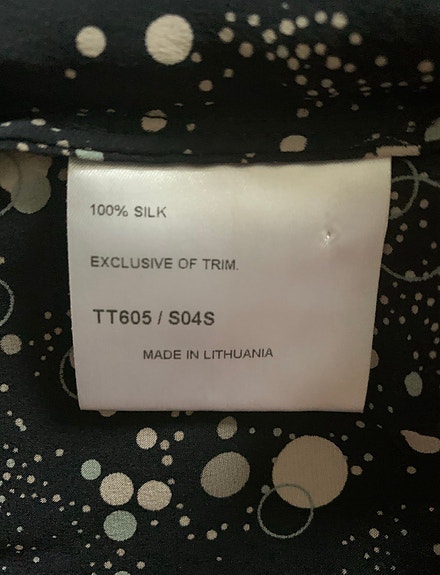 100% SILK
EXCLUSIVE OF TRIM.
TT605 / S04S
MADE IN LITHUANIA